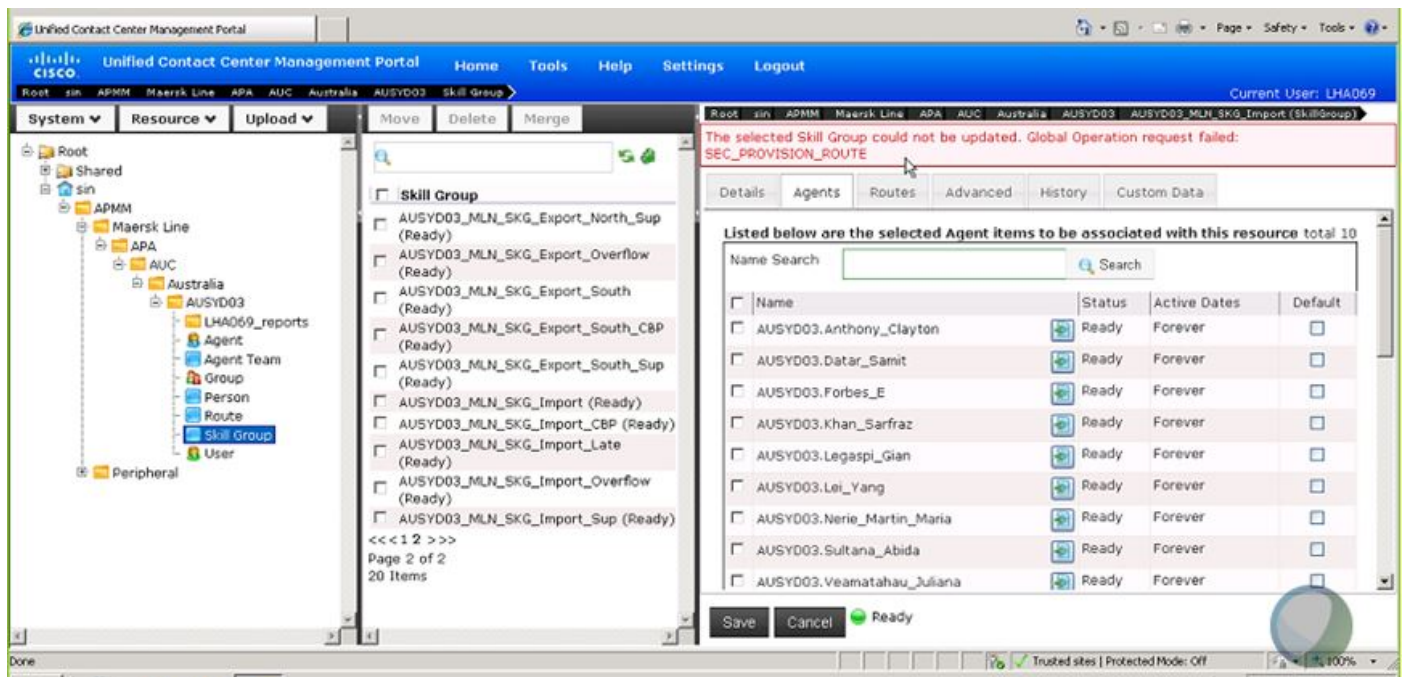 Unified Contact Center Management Portal
Page Safety Tools
CISCO Unified Contact Center Management Portal Home Tools Help Settings Logout
Root sin APMM Maersk Line APA AUC Australia AUSYD03 Skill Group
Current User: LHA069
System Resource Upload
Root
Shared
sin
APMM
Maersk Line
APA
AUC
Australia
AUSYD03
LHA069_reports
Agent
Agent Team
Group
Person
Route
Skill Group
User
Peripheral
Move Delete Merge
Skill Group
AUSYD03_MLN_SKG_Export_North_Sup
(Ready)
AUSYD03_MLN_SKG_Export_Overflow
(Ready)
AUSYD03_MLN_SKG_Export_South
(Ready)
AUSYD03_MLN_SKG_Export_South_CBP
(Ready)
AUSYD03_MLN_SKG_Export_South_Sup
(Ready)
AUSYD03_MLN_SKG_Import (Ready)
AUSYD03_MLN_SKG_Import_CBP (Ready)
AUSYD03_MLN_SKG_Import_Late
(Ready)
AUSYD03_MLN_SKG_Import_Overflow
(Ready)
AUSYD03_MLN_SKG_Import_Sup (Ready)
<<<1 2 >>>
Page 2 of 2
20 Items
Root sin APMM Maersk Line APA AUC Australia AUSYD03 AUSYD03_MLN_SKG_Import (SkillGroup)
The selected Skill Group could not be updated. Global Operation request failed:
SEC_PROVISION_ROUTE
Details Agents Routes Advanced History Custom Data
Listed below are the selected Agent items to be associated with this resource total 10
Name Search Search
Name Status Active Dates Default
AUSYD03.Anthony_Clayton Ready Forever
AUSYD03.Datar_Samit Ready Forever
AUSYD03.Forbes_E Ready Forever
AUSYD03.Khan_Sarfraz Ready Forever
AUSYD03.Legaspi_Gian Ready Forever
AUSYD03.Lei_Yang Ready Forever
AUSYD03.Nerie_Martin_Maria Ready Forever
AUSYD03.Sultana_Abida Ready Forever
AUSYD03.Veamatahau_Juliana Ready Forever
Save Cancel Ready
Done
Trusted sites | Protected Mode: Off
100%